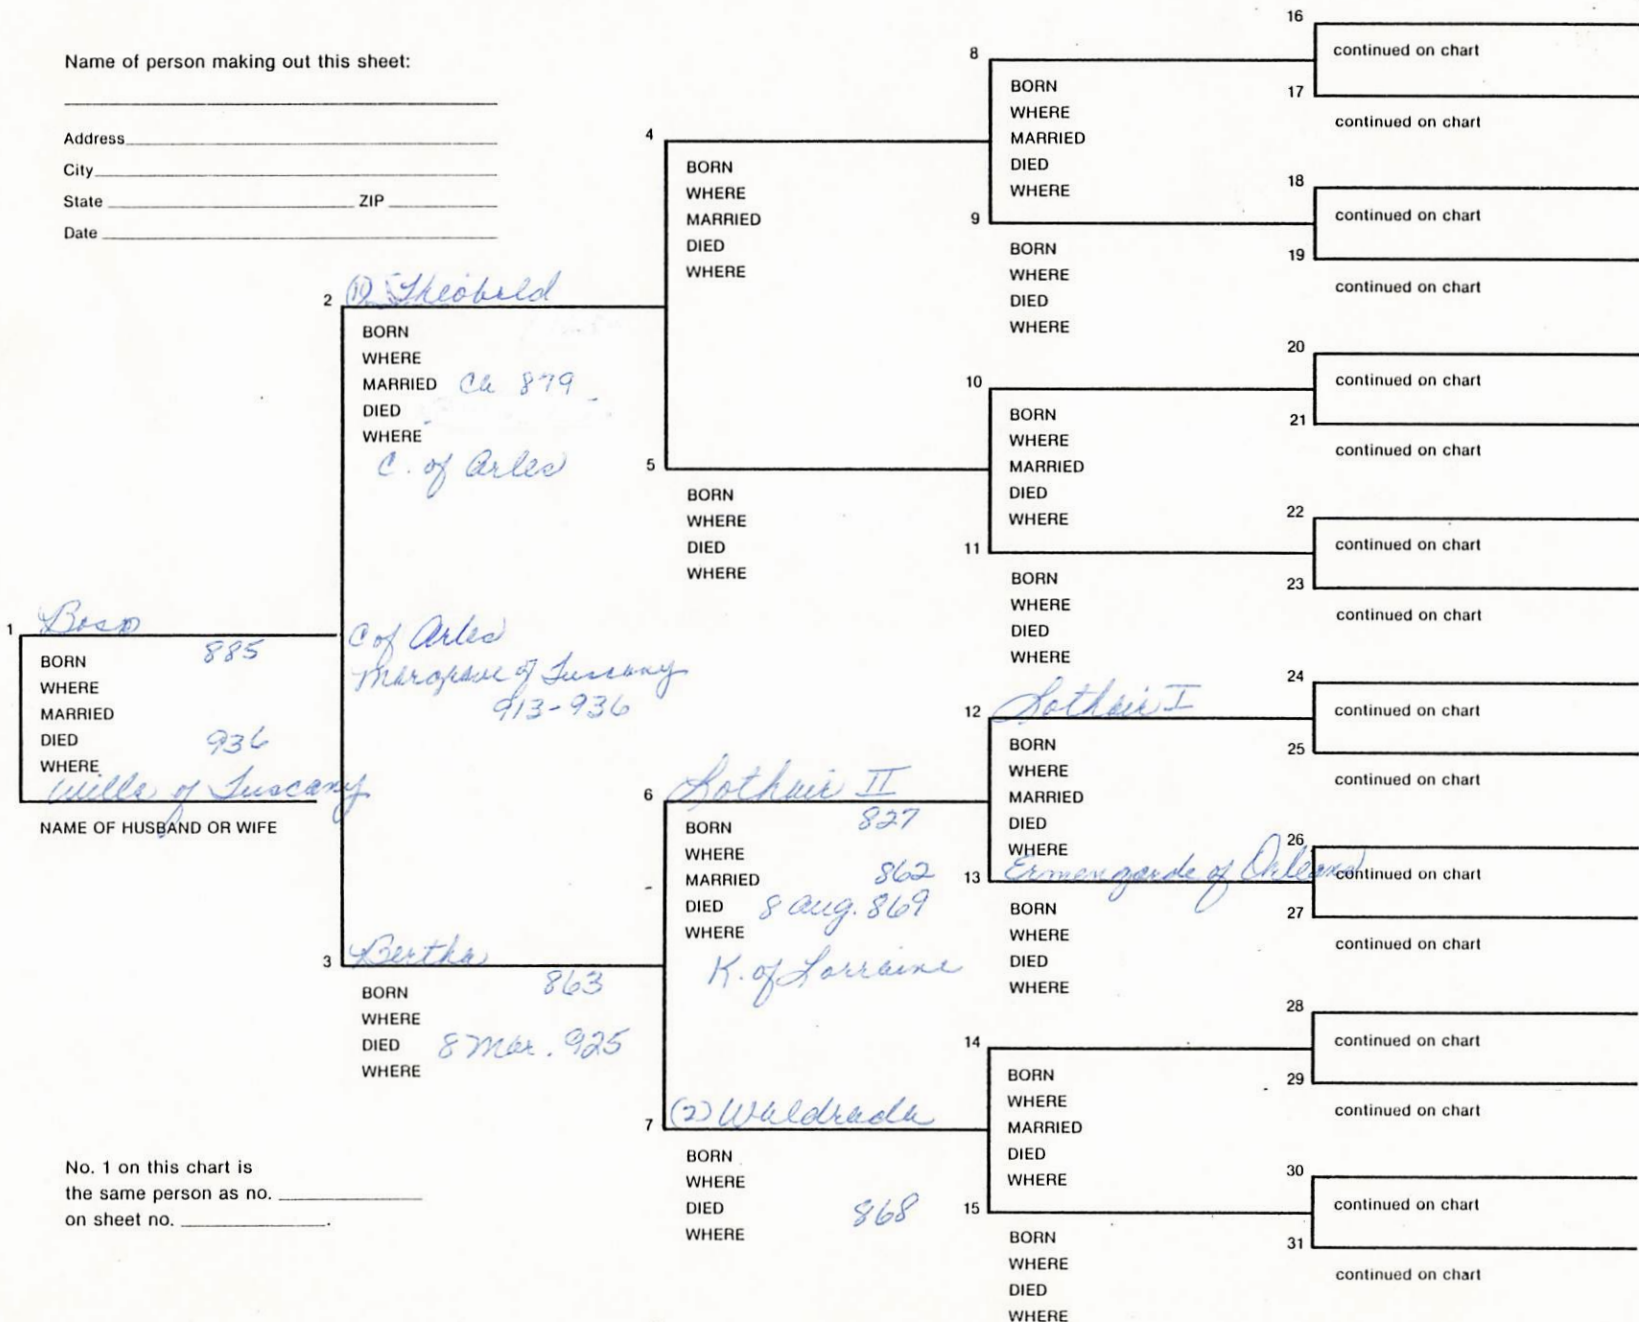 Name of person making out this sheet:
Address
City
State ZIP
Date
1
Boso
BORN 885
WHERE
MARRIED
DIED 936
WHERE
Willa of Tuscany
NAME OF HUSBAND OR WIFE
C of Arles
Margrave of Tuscany
913-936
No. 1 on this chart is
the same person as no.
on sheet no. .
2
(1) Theobald
BORN
WHERE
MARRIED Ca 879
DIED
WHERE
C. of Arles
3
Bertha
BORN 863
WHERE
DIED 8 Mar. 925
WHERE
4
BORN
WHERE
MARRIED
DIED
WHERE
5
BORN
WHERE
DIED
WHERE
6
Lothair II
BORN 827
WHERE
MARRIED 862
DIED 8 Aug. 869
WHERE
K. of Lorraine
7
(2) Waldrada
BORN
WHERE
DIED 868
WHERE
8
BORN
WHERE
MARRIED
DIED
WHERE
9
BORN
WHERE
DIED
WHERE
10
BORN
WHERE
MARRIED
DIED
WHERE
11
BORN
WHERE
DIED
WHERE
12
Lothair I
BORN
WHERE
MARRIED
DIED
WHERE
13
Ermengarde of Orleans
BORN
WHERE
DIED
WHERE
14
BORN
WHERE
MARRIED
DIED
WHERE
15
BORN
WHERE
DIED
WHERE
16
continued on chart
17
continued on chart
18
continued on chart
19
continued on chart
20
continued on chart
21
continued on chart
22
continued on chart
23
continued on chart
24
continued on chart
25
continued on chart
26
continued on chart
27
continued on chart
28
continued on chart
29
continued on chart
30
continued on chart
31
continued on chart